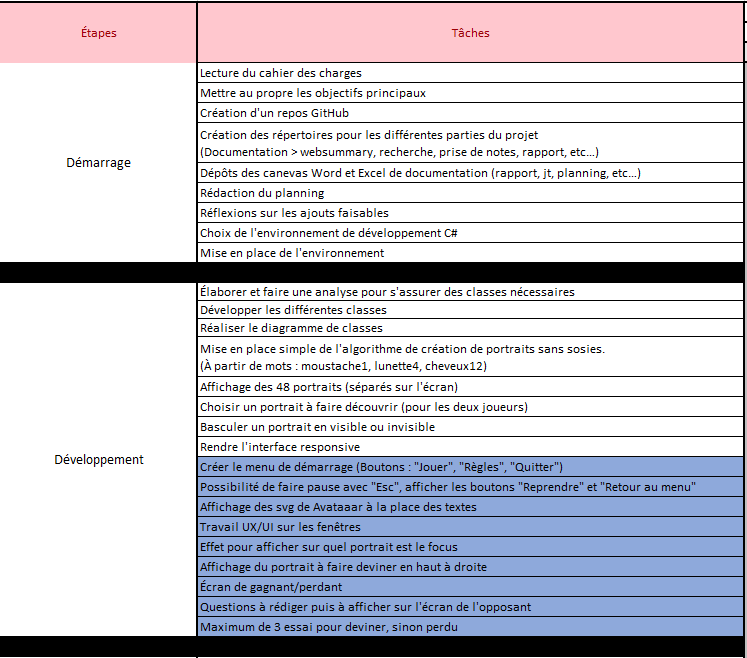 Étapes
Tâches
Démarrage
Lecture du cahier des charges
Mettre au propre les objectifs principaux
Création d'un repos GitHub
Création des répertoires pour les différentes parties du projet
(Documentation > websummary, recherche, prise de notes, rapport, etc...)
Dépôts des canevas Word et Excel de documentation (rapport, jt, planning, etc...)
Rédaction du planning
Réflexions sur les ajouts faisables
Choix de l'environnement de développement C#
Mise en place de l'environnement
Développement
Élaborer et faire une analyse pour s'assurer des classes nécessaires
Développer les différentes classes
Réaliser le diagramme de classes
Mise en place simple de l'algorithme de création de portraits sans sosies.
(À partir de mots : moustache1, lunette4, cheveux12)
Affichage des 48 portraits (séparés sur l'écran)
Choisir un portrait à faire découvrir (pour les deux joueurs)
Basculer un portrait en visible ou invisible
Rendre l'interface responsive
Créer le menu de démarrage (Boutons : "Jouer", "Règles", "Quitter")
Possibilité de faire pause avec "Esc", afficher les boutons "Reprendre" et "Retour au menu"
Affichage des svg de Avataaar à la place des textes
Travail UX/UI sur les fenêtres
Effet pour afficher sur quel portrait est le focus
Affichage du portrait à faire deviner en haut à droite
Écran de gagnant/perdant
Questions à rédiger puis à afficher sur l'écran de l'opposant
Maximum de 3 essai pour deviner, sinon perdu